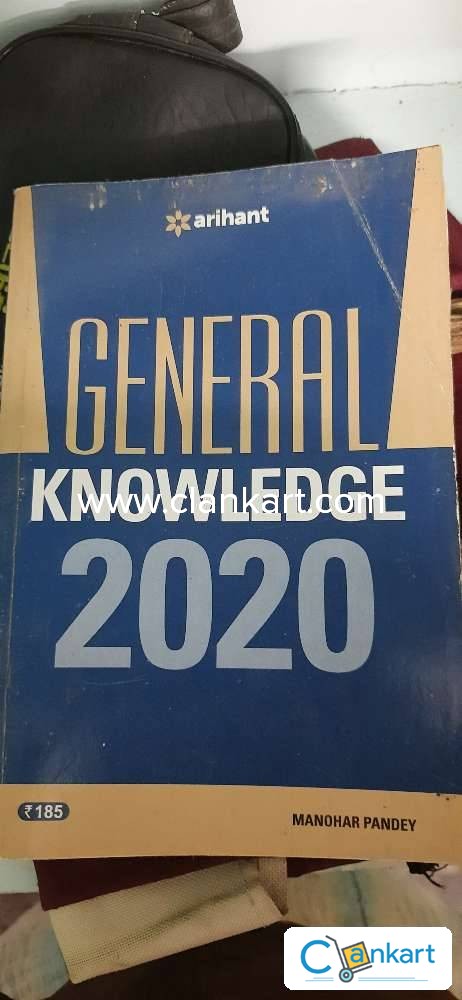 arihant
GENERAL
KNOWLEDGE
www.clankart.com
2020
₹185
MANOHAR PANDEY
Clankart